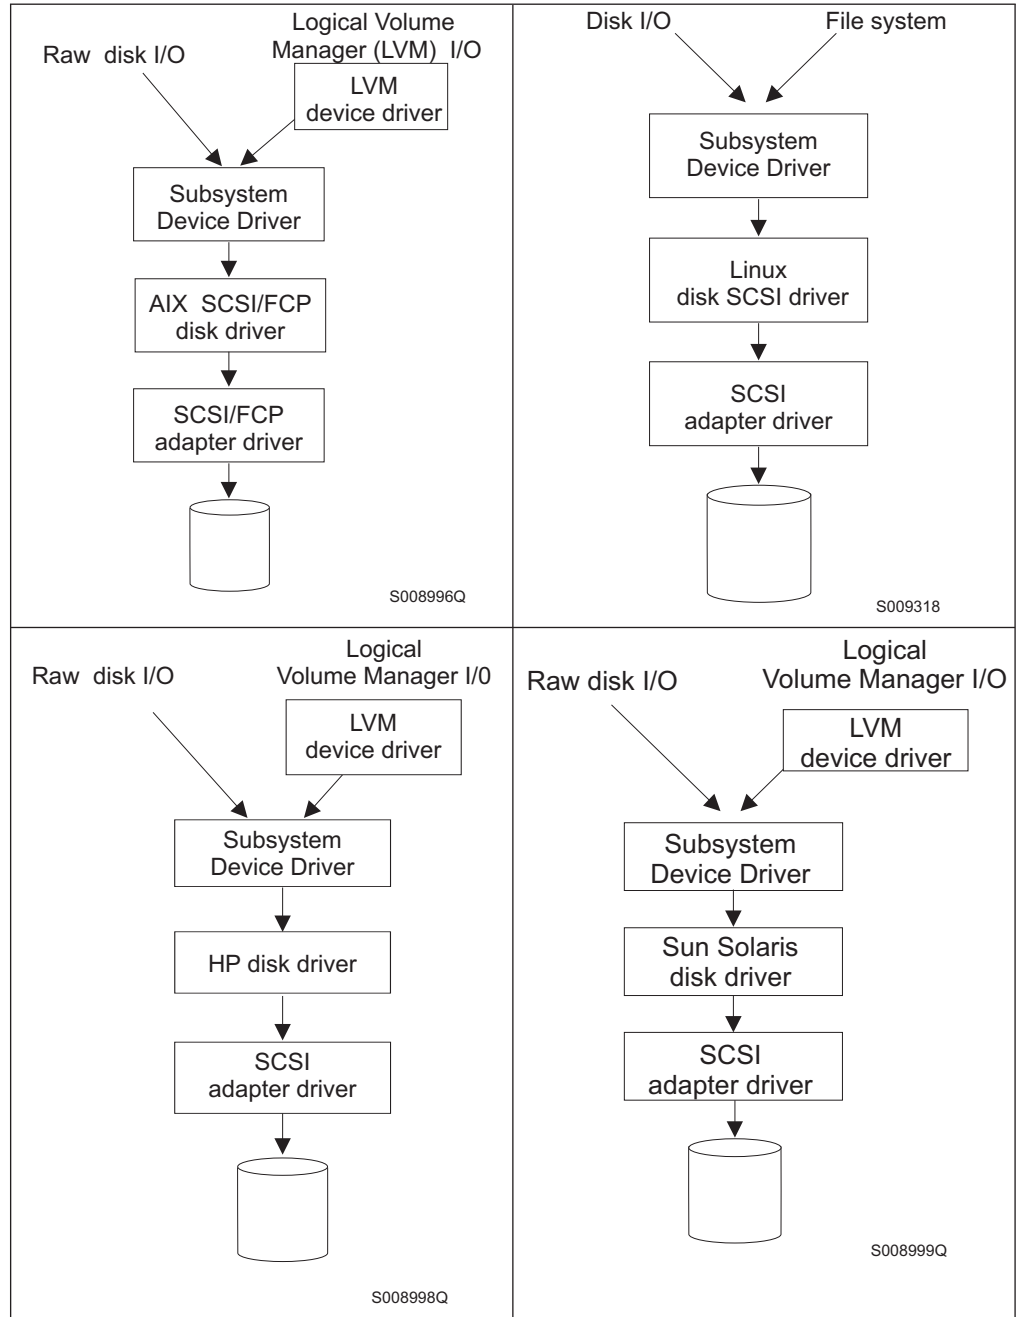 Logical Volume
Manager (LVM) I/O
Raw disk I/O
LVM
device driver
Subsystem
Device Driver
AIX SCSI/FCP
disk driver
SCSI/FCP
adapter driver
S008996Q
Disk I/O
File system
Subsystem
Device Driver
Linux
disk SCSI driver
SCSI
adapter driver
S009318
Logical
Volume Manager I/0
Raw disk I/O
LVM
device driver
Subsystem
Device Driver
HP disk driver
SCSI
adapter driver
S008998Q
Logical
Volume Manager I/O
Raw disk I/O
LVM
device driver
Subsystem
Device Driver
Sun Solaris
disk driver
SCSI
adapter driver
S008999Q